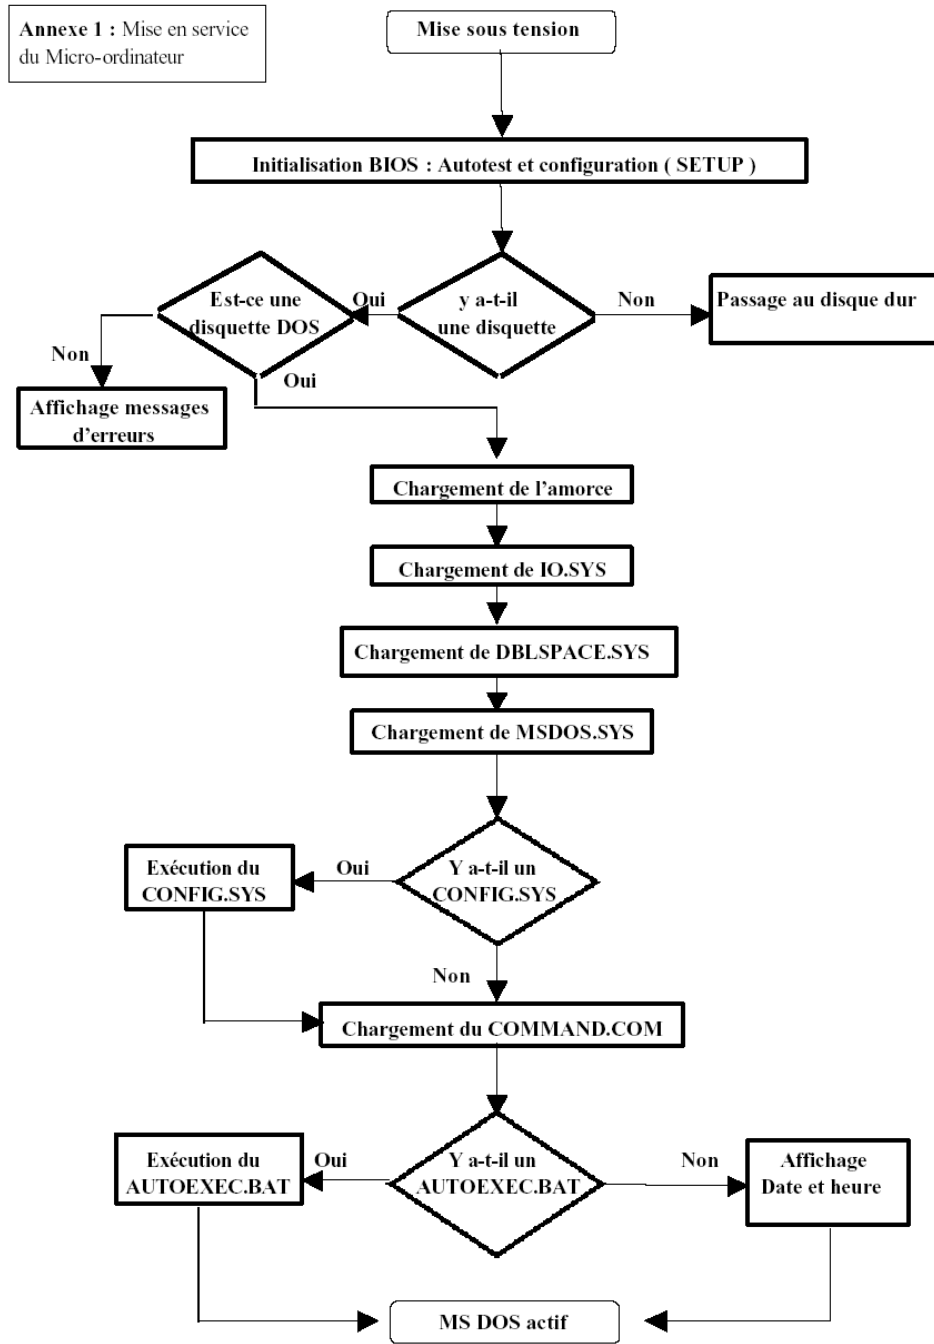 Annexe 1 : Mise en service
du Micro-ordinateur
Mise sous tension
Initialisation BIOS : Autotest et configuration ( SETUP )
y a-t-il
une disquette
Oui
Non
Est-ce une
disquette DOS
Passage au disque dur
Non
Oui
Affichage messages
d'erreurs
Chargement de l'amorce
Chargement de IO.SYS
Chargement de DBLSPACE.SYS
Chargement de MSDOS.SYS
Y a-t-il un
CONFIG.SYS
Oui
Exécution du
CONFIG.SYS
Non
Chargement du COMMAND.COM
Y a-t-il un
AUTOEXEC.BAT
Oui
Exécution du
AUTOEXEC.BAT
Non
Affichage
Date et heure
MS DOS actif